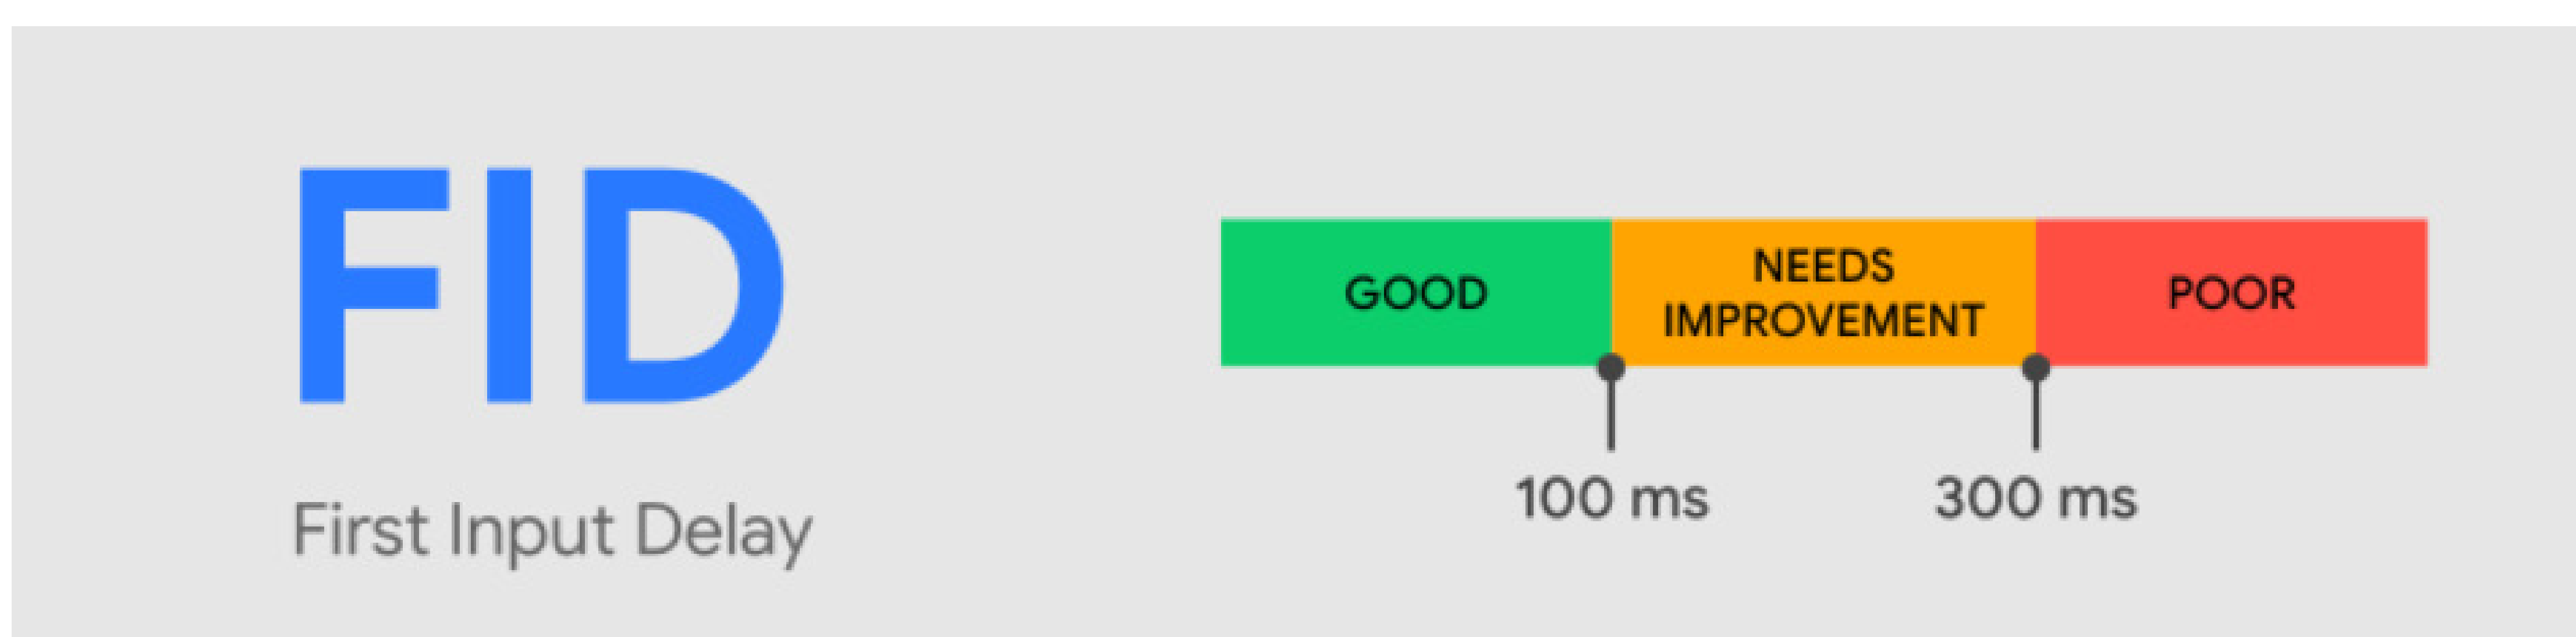 FID
First Input Delay
GOOD
NEEDS
IMPROVEMENT
POOR
100 ms
300 ms